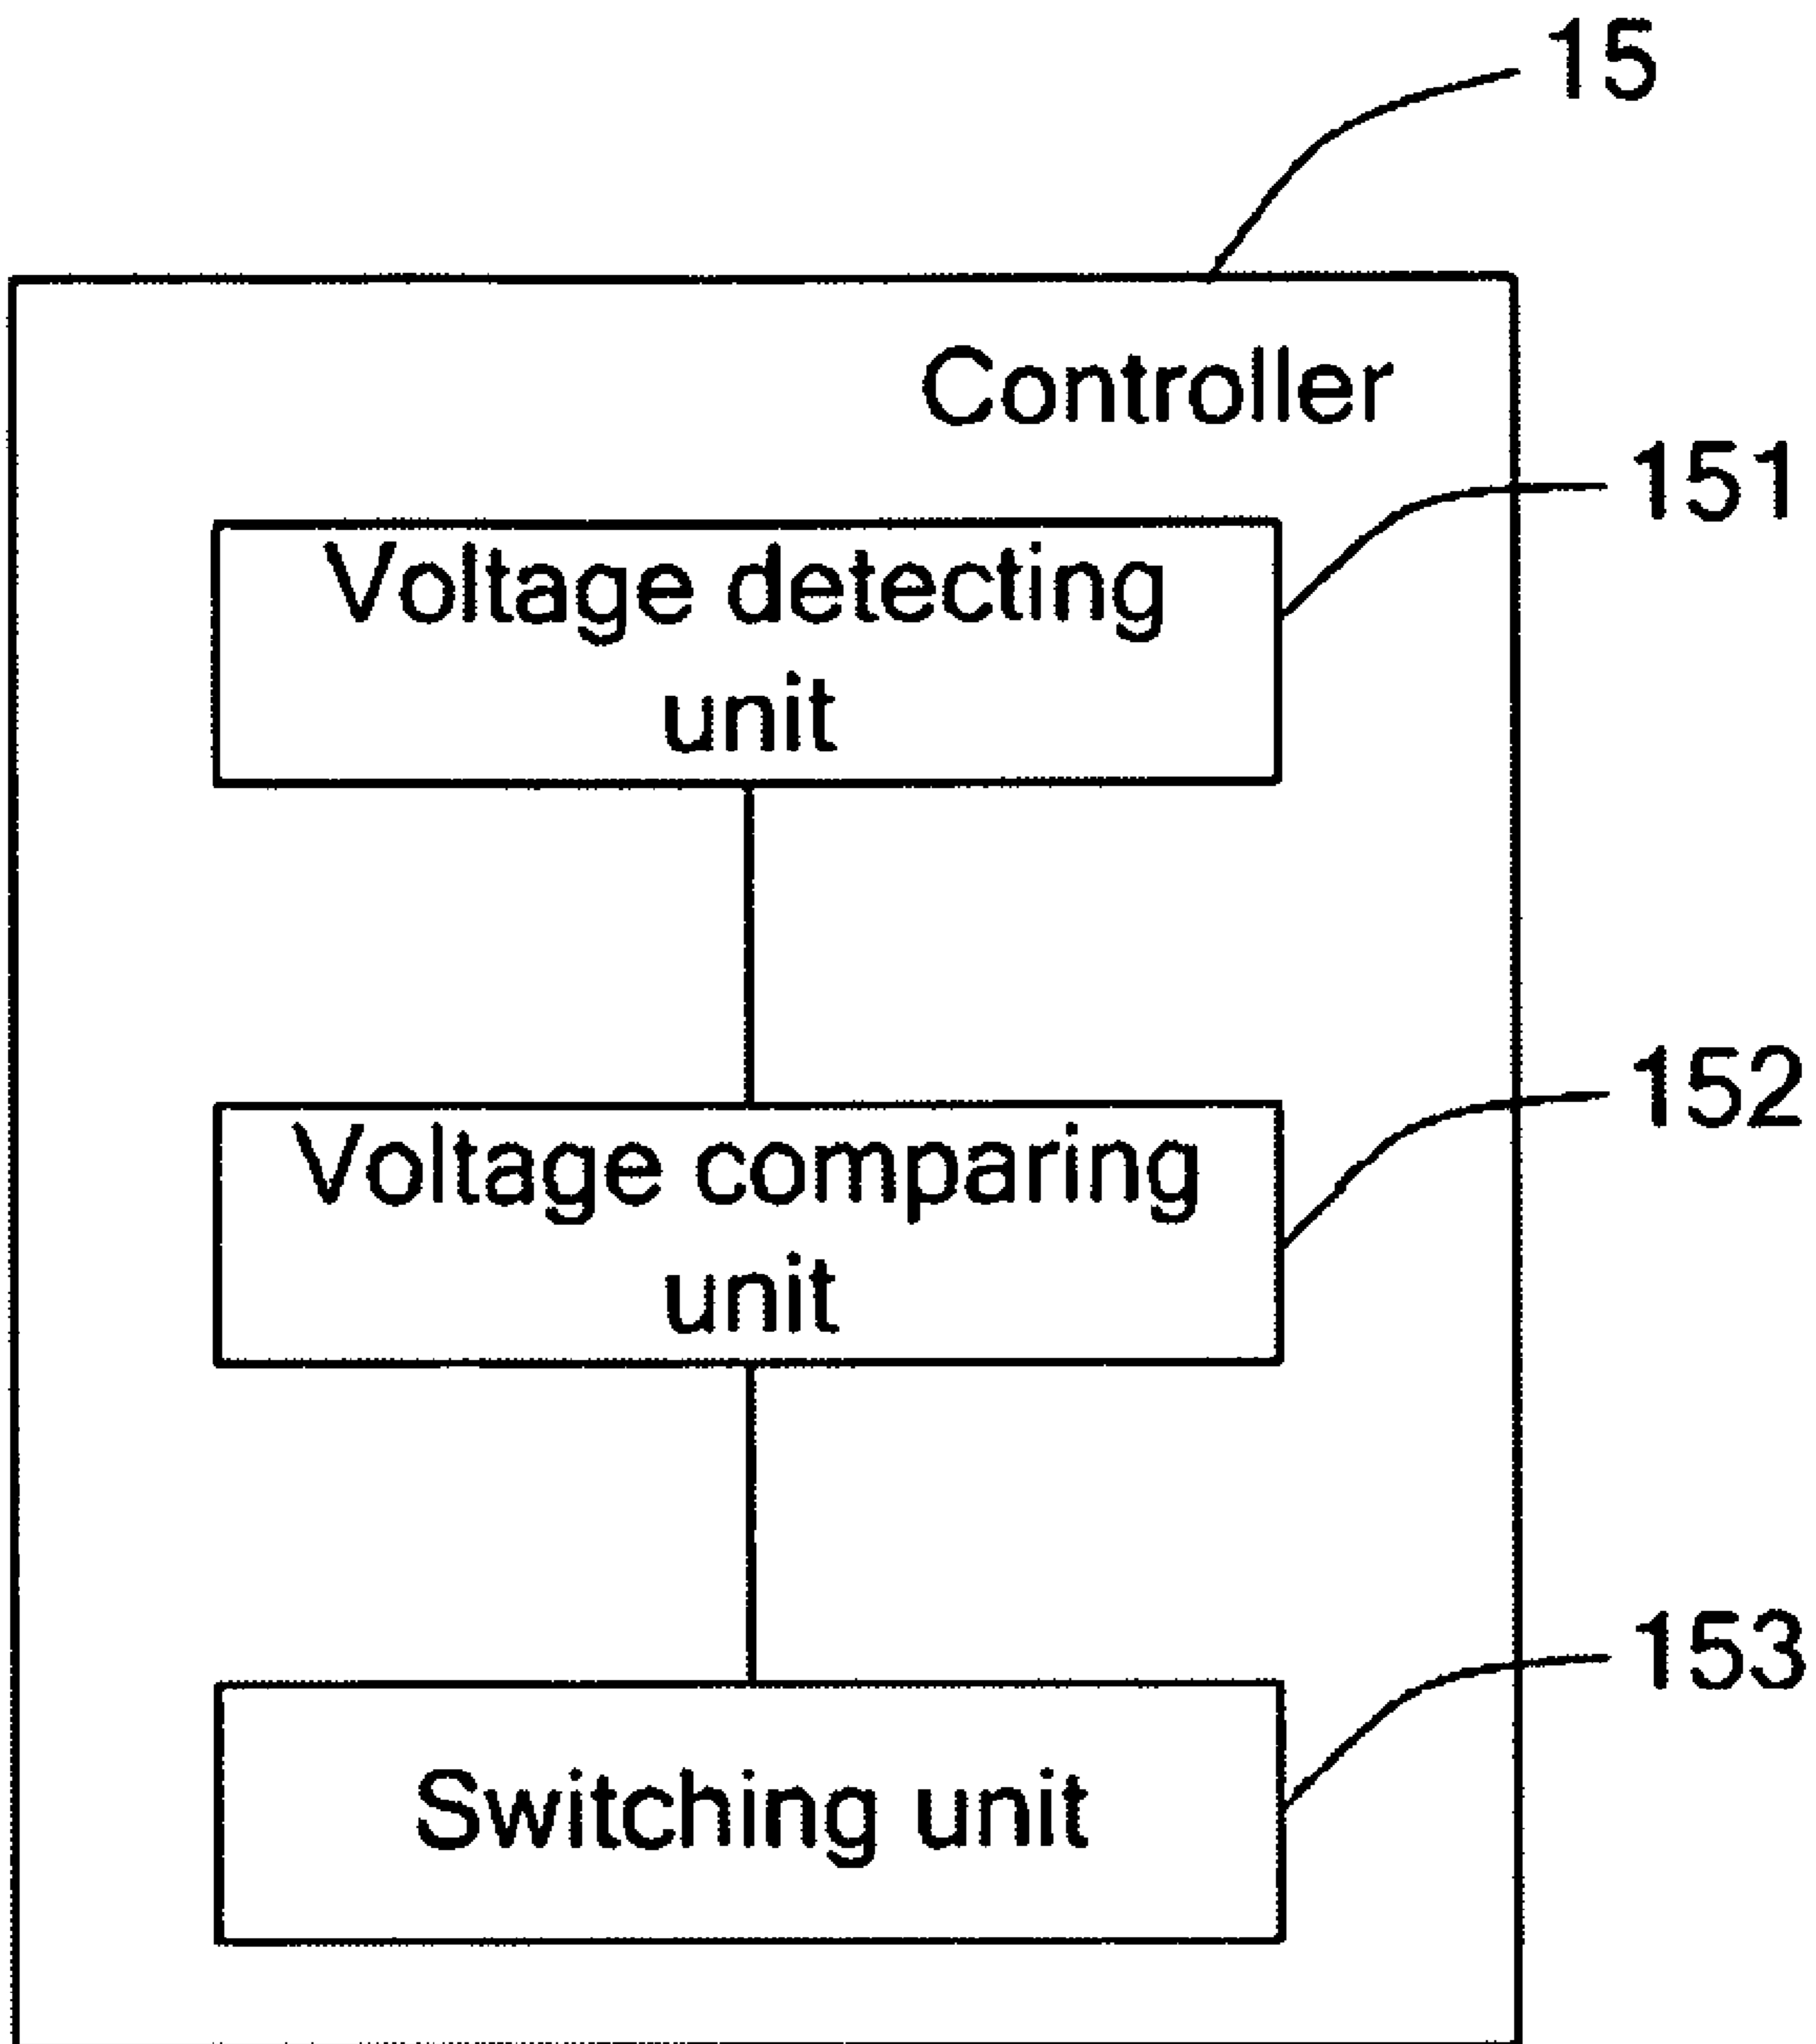 15
Controller
151
Voltage detecting
unit
152
Voltage comparing
unit
153
Switching unit